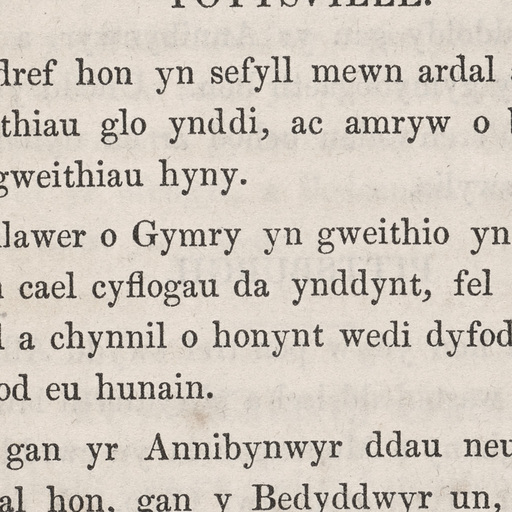 POTTSVILLE.
dref hon yn sefyll mewn ardal
thiau glo ynddi, ac amryw o
gweithiau hyny.
llawer o Gymry yn gweithio yn
cael cyflogau da ynddynt, fel
a chynnil o honynt wedi dyfod
od eu hunain.
gan yr Annibynwyr ddau neu
al hon, gan y Bedyddwyr un,